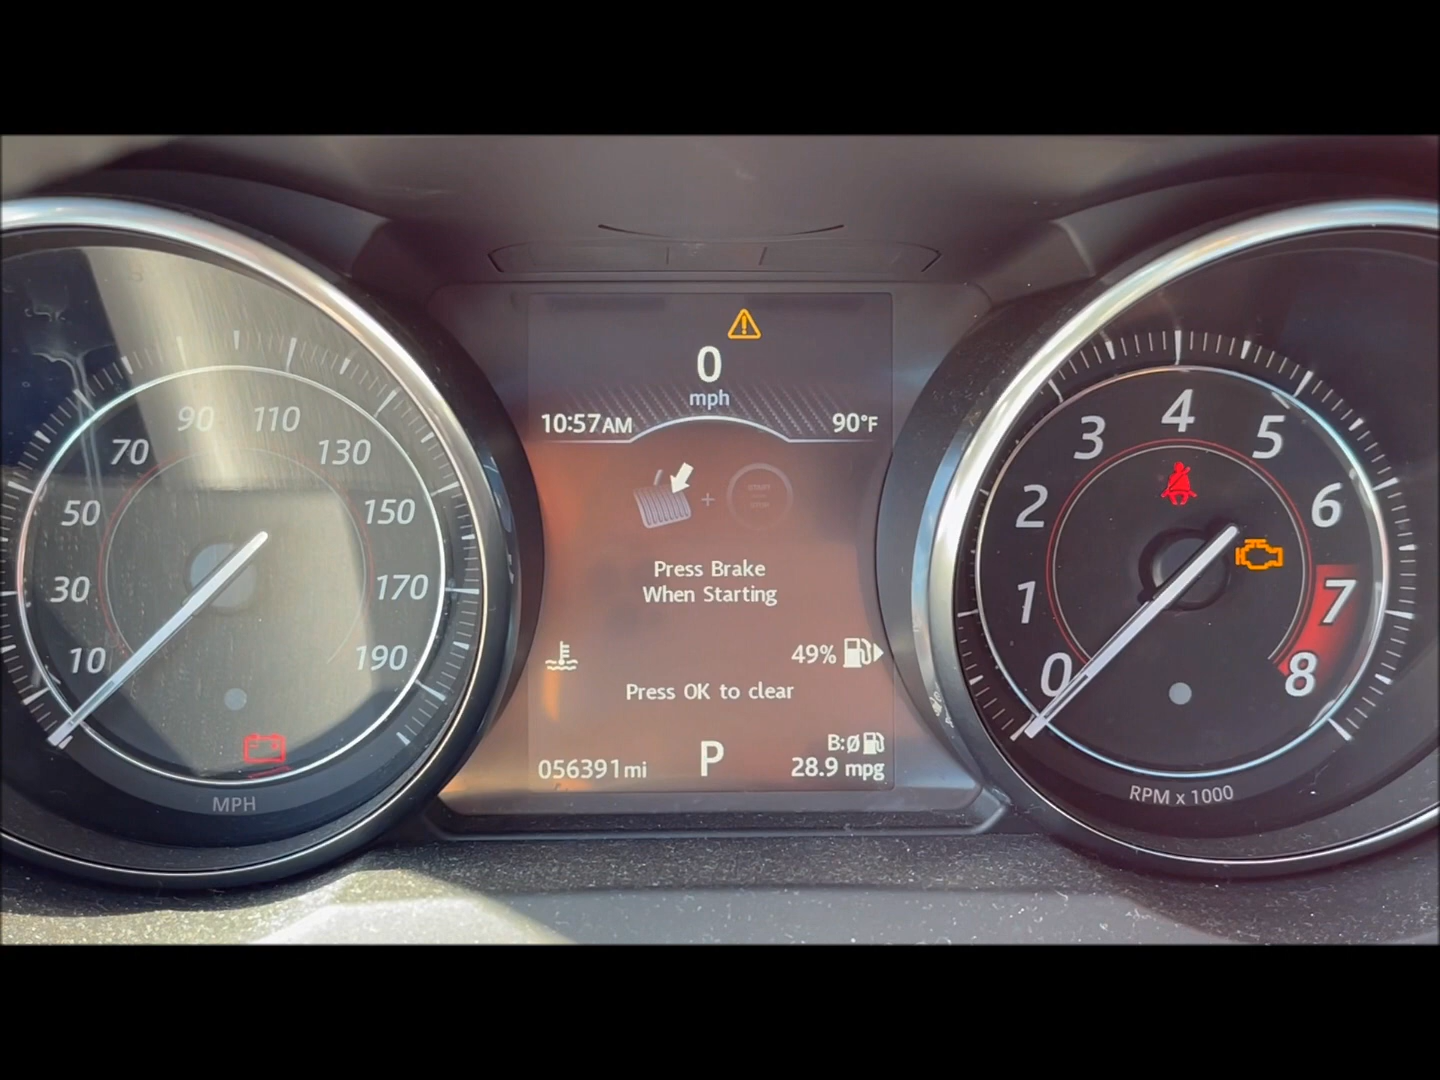 10
30
50
70
90
110
130
150
170
190
MPH
0
mph
10:57AM
90°F
Press Brake
When Starting
49%
Press OK to clear
B:Ø
056391mi
P
28.9 mpg
0
1
2
3
4
5
6
7
8
RPM x 1000